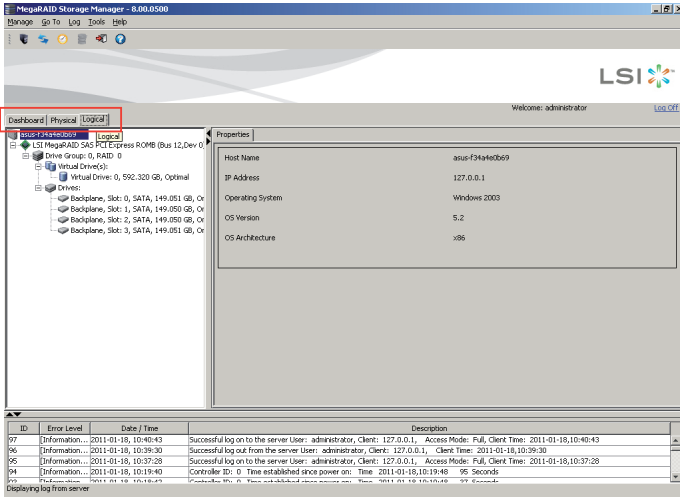 MegaRAID Storage Manager - 8.00.0500
Manage Go To Log Tools Help
LSI
Welcome: administrator
Log Off
Dashboard Physical Logical
asus-f34a4e0b69
Logical
LSI MegaRAID SAS PCI Express ROMB (Bus 12,Dev 0
Drive Group: 0, RAID 0
Virtual Drive(s):
Virtual Drive: 0, 592.320 GB, Optimal
Drives:
Backplane, Slot: 0, SATA, 149.051 GB, Or
Backplane, Slot: 1, SATA, 149.050 GB, Or
Backplane, Slot: 2, SATA, 149.050 GB, Or
Backplane, Slot: 3, SATA, 149.051 GB, Or
Properties
Host Name asus-f34a4e0b69
IP Address 127.0.0.1
Operating System Windows 2003
OS Version 5.2
OS Architecture x86
ID Error Level Date / Time Description
97 [Information... 2011-01-18, 10:40:43 Successful log on to the server User: administrator, Client: 127.0.0.1, Access Mode: Full, Client Time: 2011-01-18,10:40:43
96 [Information... 2011-01-18, 10:39:30 Successful log out from the server User: administrator, Client: 127.0.0.1, Client Time: 2011-01-18,10:39:30
95 [Information... 2011-01-18, 10:37:28 Successful log on to the server User: administrator, Client: 127.0.0.1, Access Mode: Full, Client Time: 2011-01-18,10:37:28
94 [Information... 2011-01-18, 10:19:40 Controller ID: 0 Time established since power on: Time 2011-01-18,10:19:48 95 Seconds
Displaying log from server